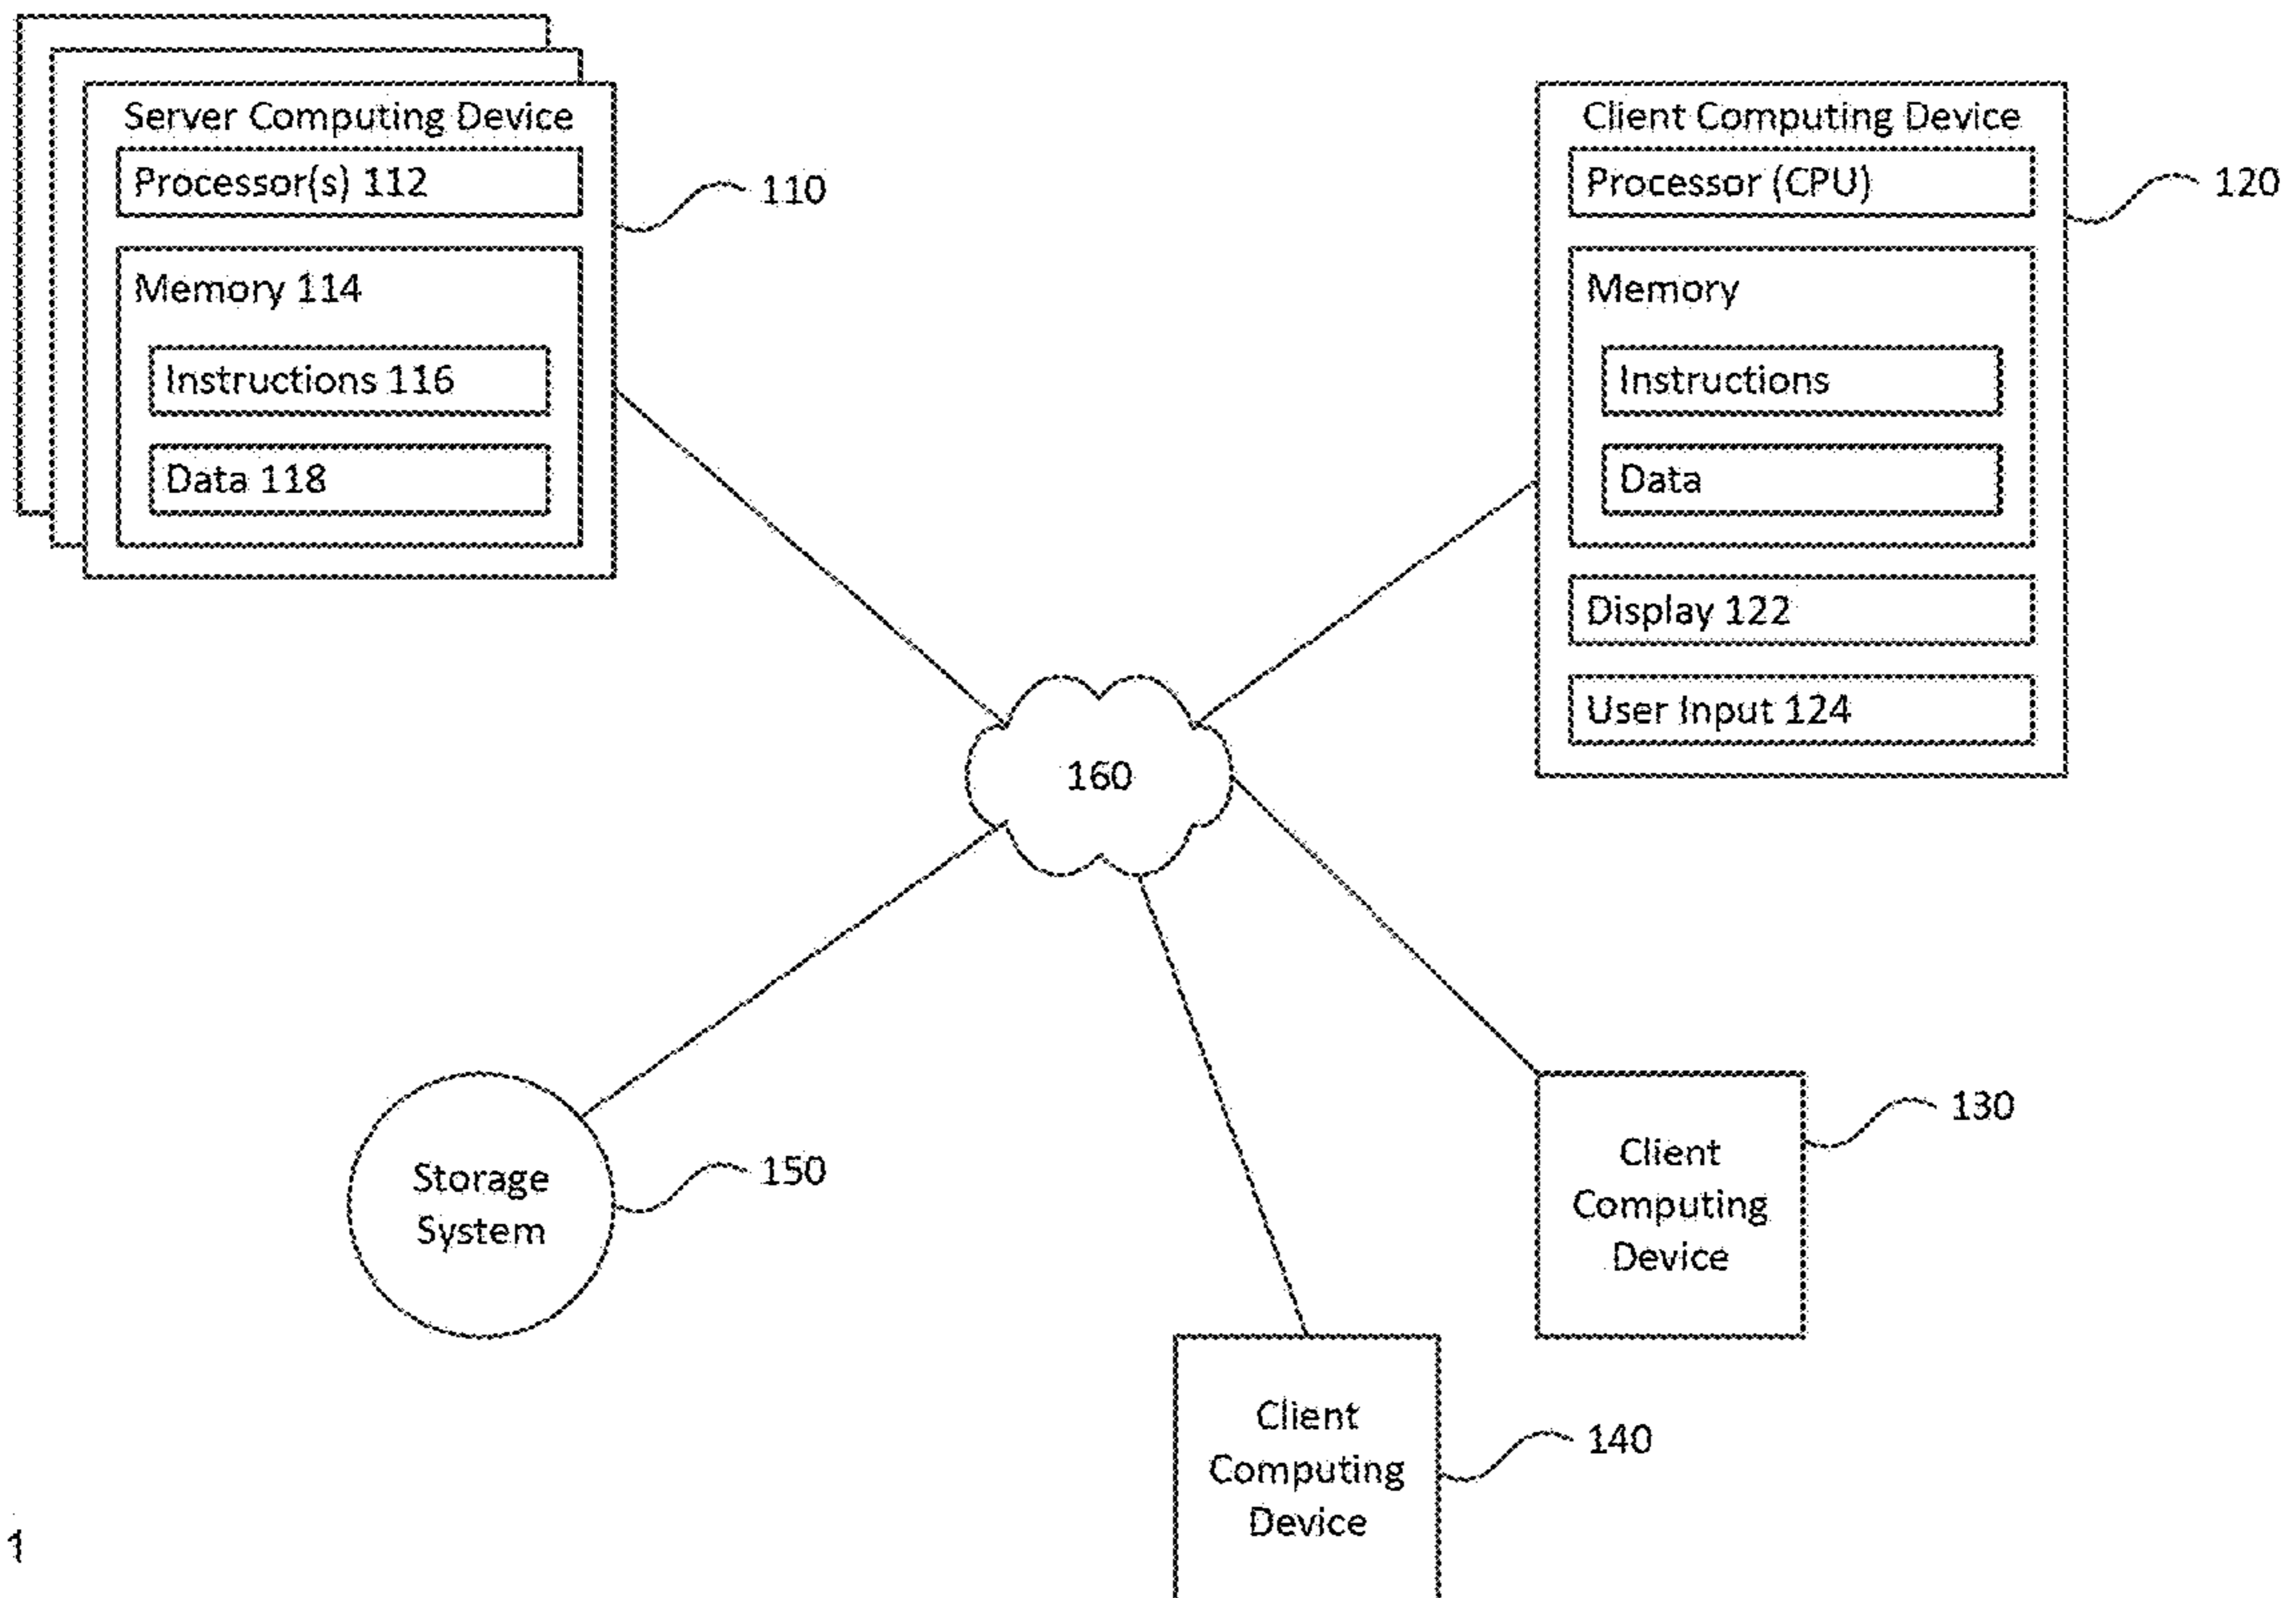 Server Computing Device
Processor(s) 112
110
Memory 114
Instructions 116
Data 118
Client Computing Device
Processor (CPU)
120
Memory
Instructions
Data
Display 122
User Input 124
160
Storage
System
150
Client
Computing
Device
130
Client
Computing
Device
140
1